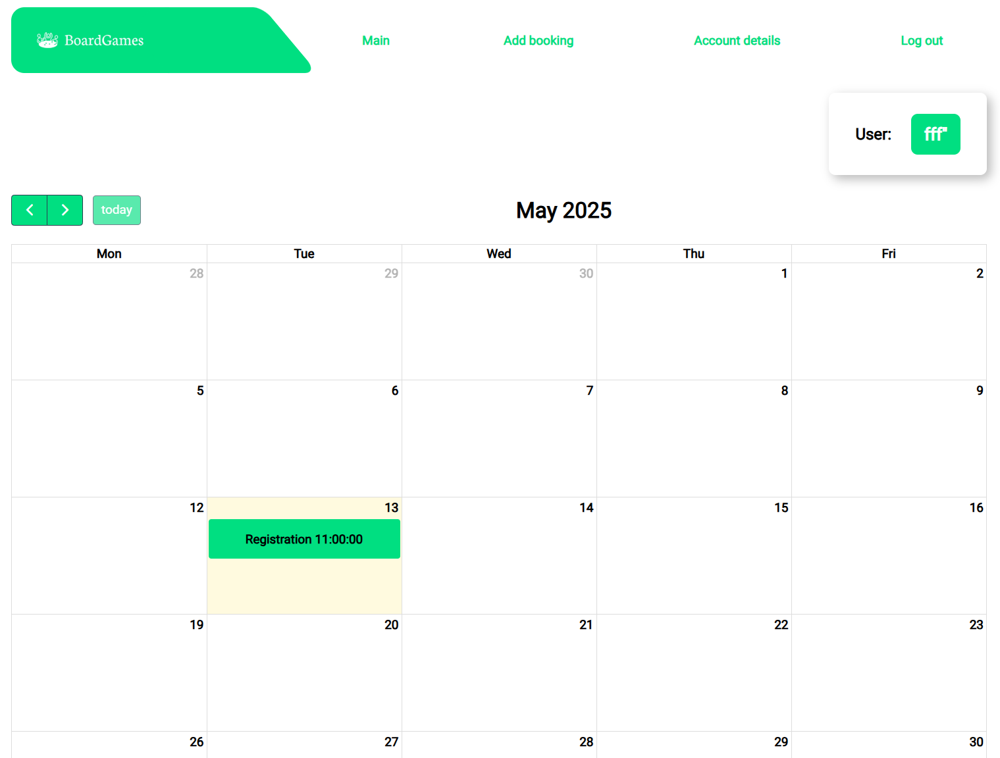 BoardGames Main Add booking Account details Log out
User: fff"
today May 2025
Mon Tue Wed Thu Fri
28 29 30 1 2
5 6 7 8 9
12 13 14 15 16
Registration 11:00:00
19 20 21 22 23
26 27 28 29 30